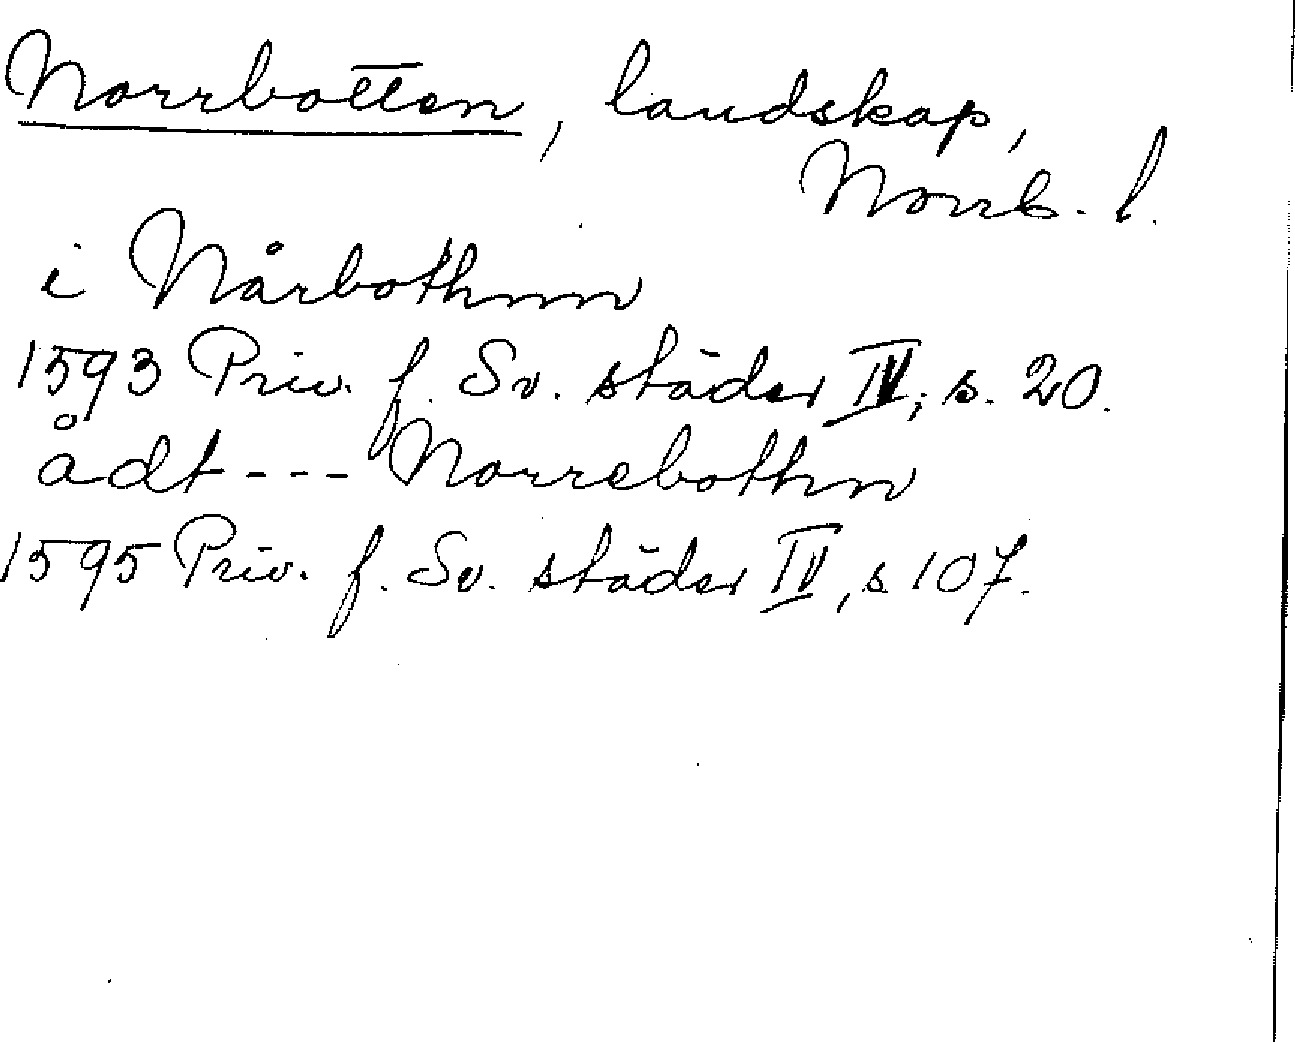 Norrbotten, landskap,
Norrb. l.
i Nårbothnn
1593 Priv. f. Sv. städer IV, s. 20.
ådt --- Norrebothn
1595 Priv. f. Sv. städer IV, s 107.